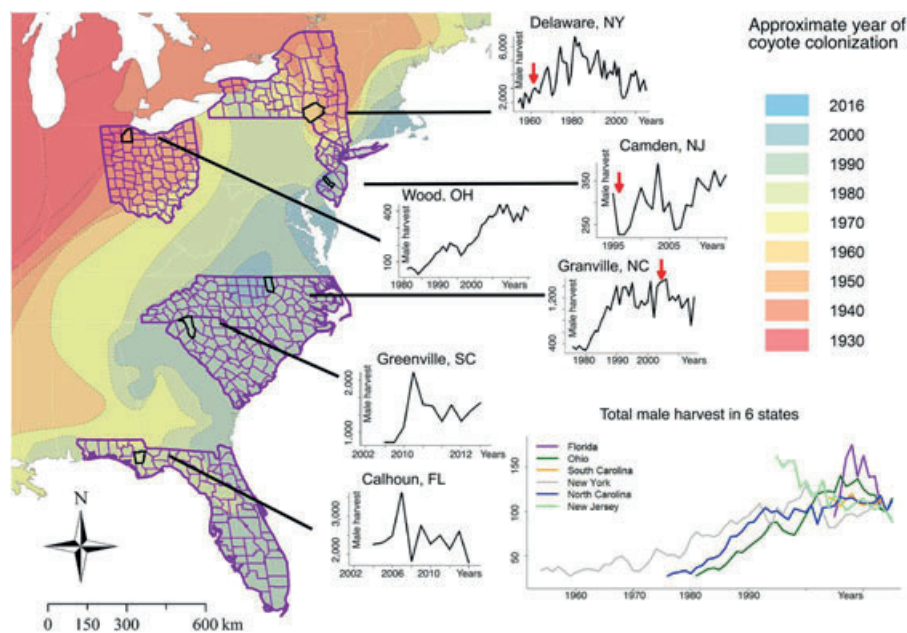 Delaware, NY
Male harvest
2,000
6,000
1960
1980
2000
Years
Approximate year of
coyote colonization
2016
2000
1990
1980
1970
1960
1950
1940
1930
Camden, NJ
Male harvest
250
350
1995
2005
Years
Wood. OH
Male harvest
100
400
1980
1990
2000
Years
Granville, NC
Male harvest
400
1,200
1980
1990
2000
Years
Greenville, SC
Male harvest
1,000
2,000
2002
2010
2012
Years
Calhoun, FL
Male harvest
2,000
3,000
2002
2006
2010
Years
Total male harvest in 6 states
Florida
Ohio
South Carolina
New York
North Carolina
New Jersey
50
100
150
1960
1970
1980
1990
Years
N
0
150
300
600 km